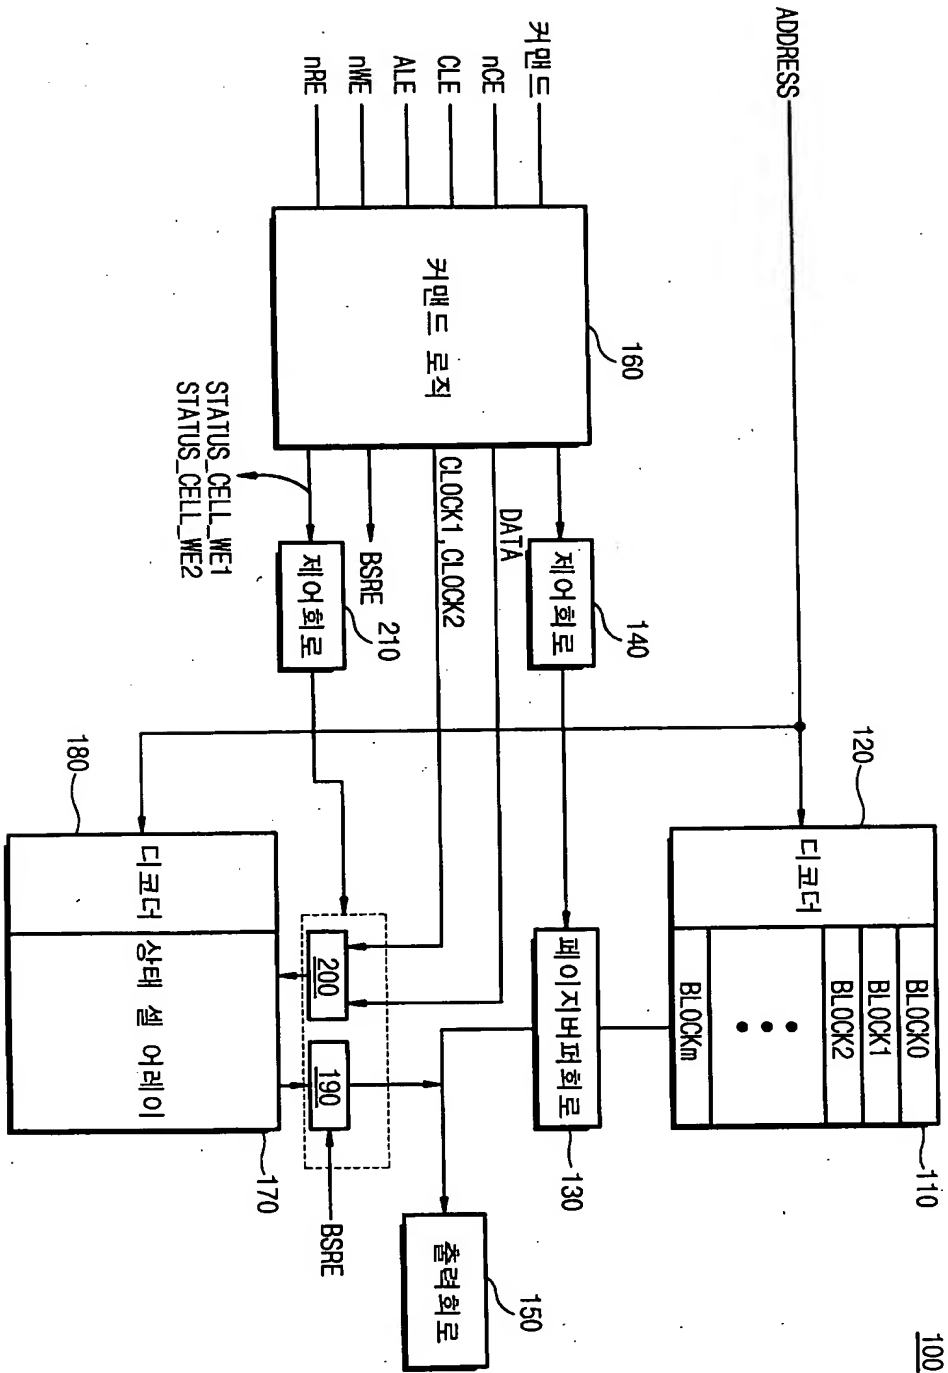 100
ADDRESS
120
디코더
BLOCK0
BLOCK1
BLOCK2
BLOCKm
110
커맨드
nCE
CLE
ALE
nWE
nRE
커맨드 로직
160
제어회로
140
페이지버퍼회로
130
출력회로
150
DATA
CLOCK1,CLOCK2
BSRE
STATUS_CELL_WE1
STATUS_CELL_WE2
제어회로
210
200
190
BSRE
180
디코더
상태 셀 어레이
170